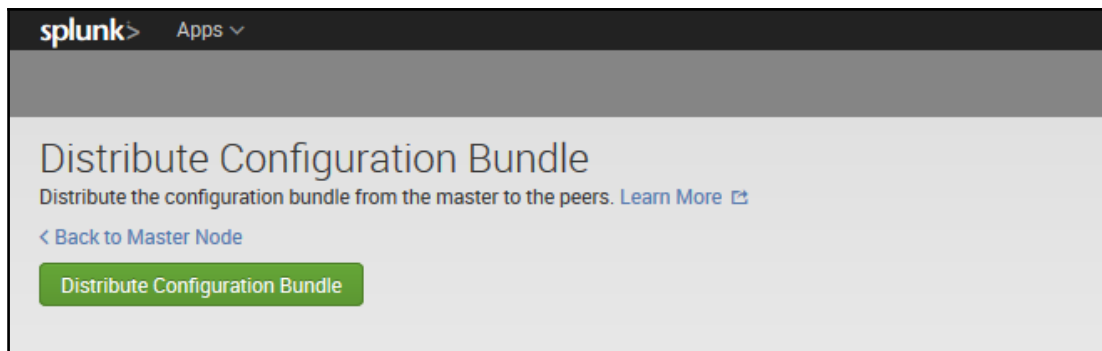 splunk> Apps
Distribute Configuration Bundle
Distribute the configuration bundle from the master to the peers. Learn More
< Back to Master Node
Distribute Configuration Bundle